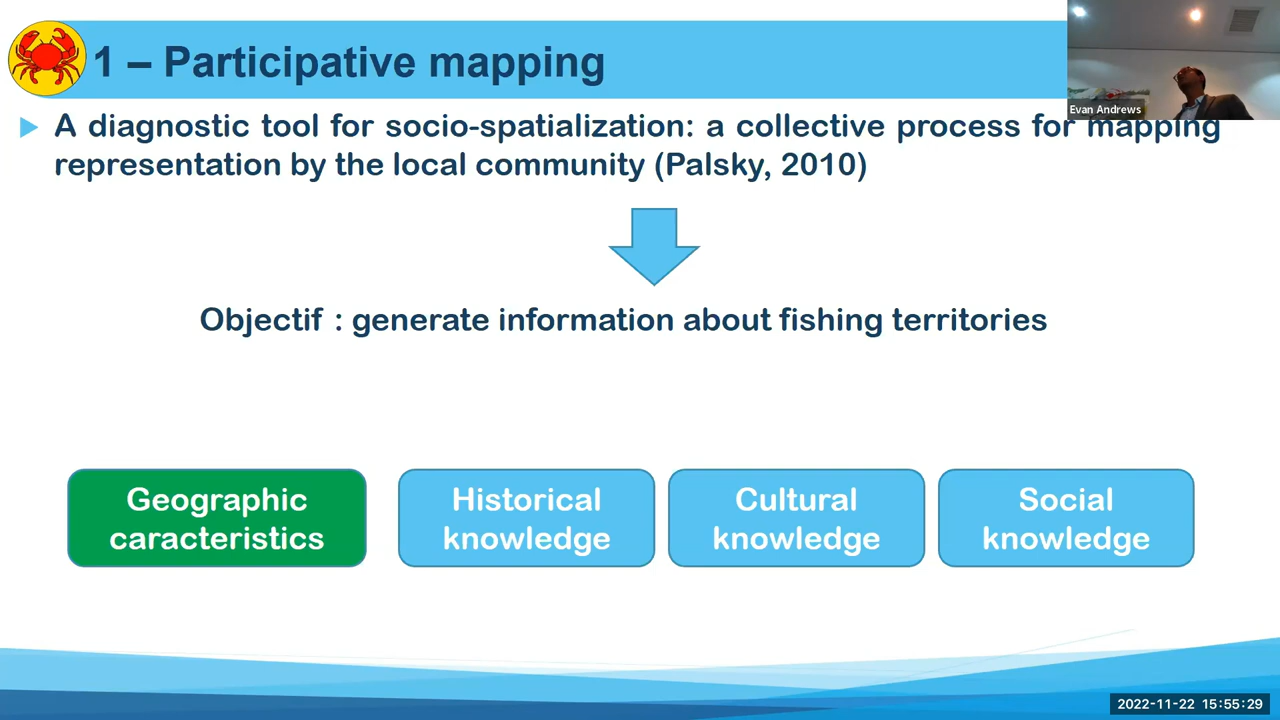 1 – Participative mapping
Evan Andrews
A diagnostic tool for socio-spatialization: a collective process for mapping
representation by the local community (Palsky, 2010)
Objectif : generate information about fishing territories
Geographic
caracteristics
Historical
knowledge
Cultural
knowledge
Social
knowledge
2022-11-22 15:55:29